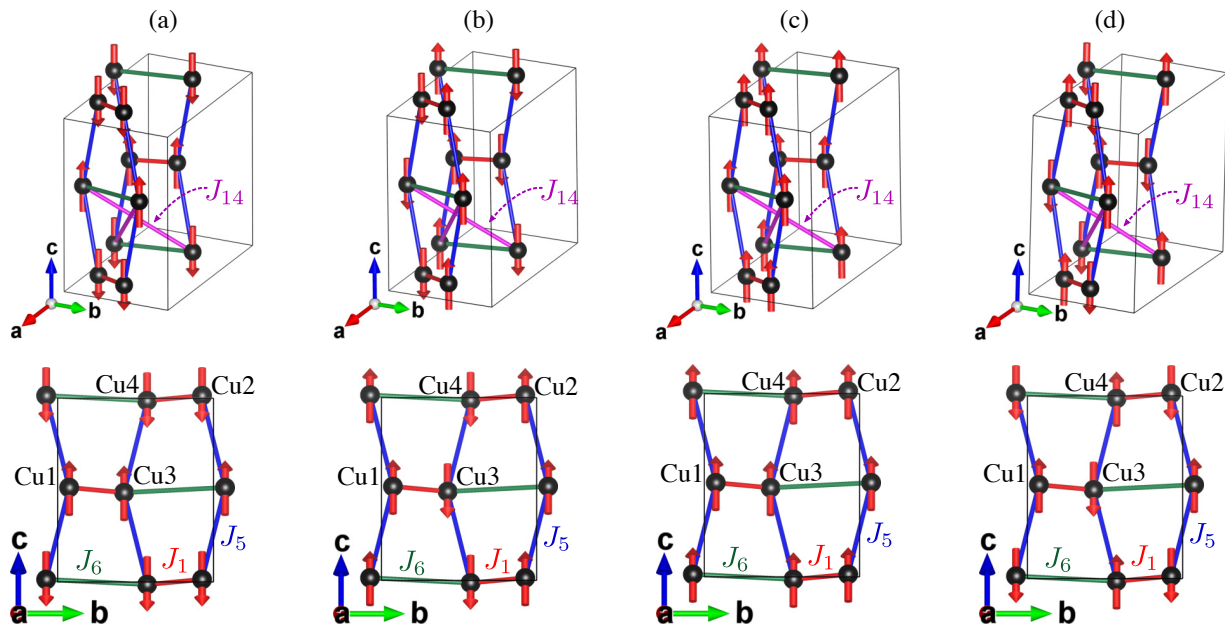 (a) (b) (c) (d)
J14 J14 J14 J14
c c c c
b b b b
a a a a
Cu4 Cu2 Cu4 Cu2 Cu4 Cu2 Cu4 Cu2
Cu1 Cu3 Cu1 Cu3 Cu1 Cu3 Cu1 Cu3
c J5 c J5 c J5 c J5
J6 J1 J6 J1 J6 J1 J6 J1
a b a b a b a b